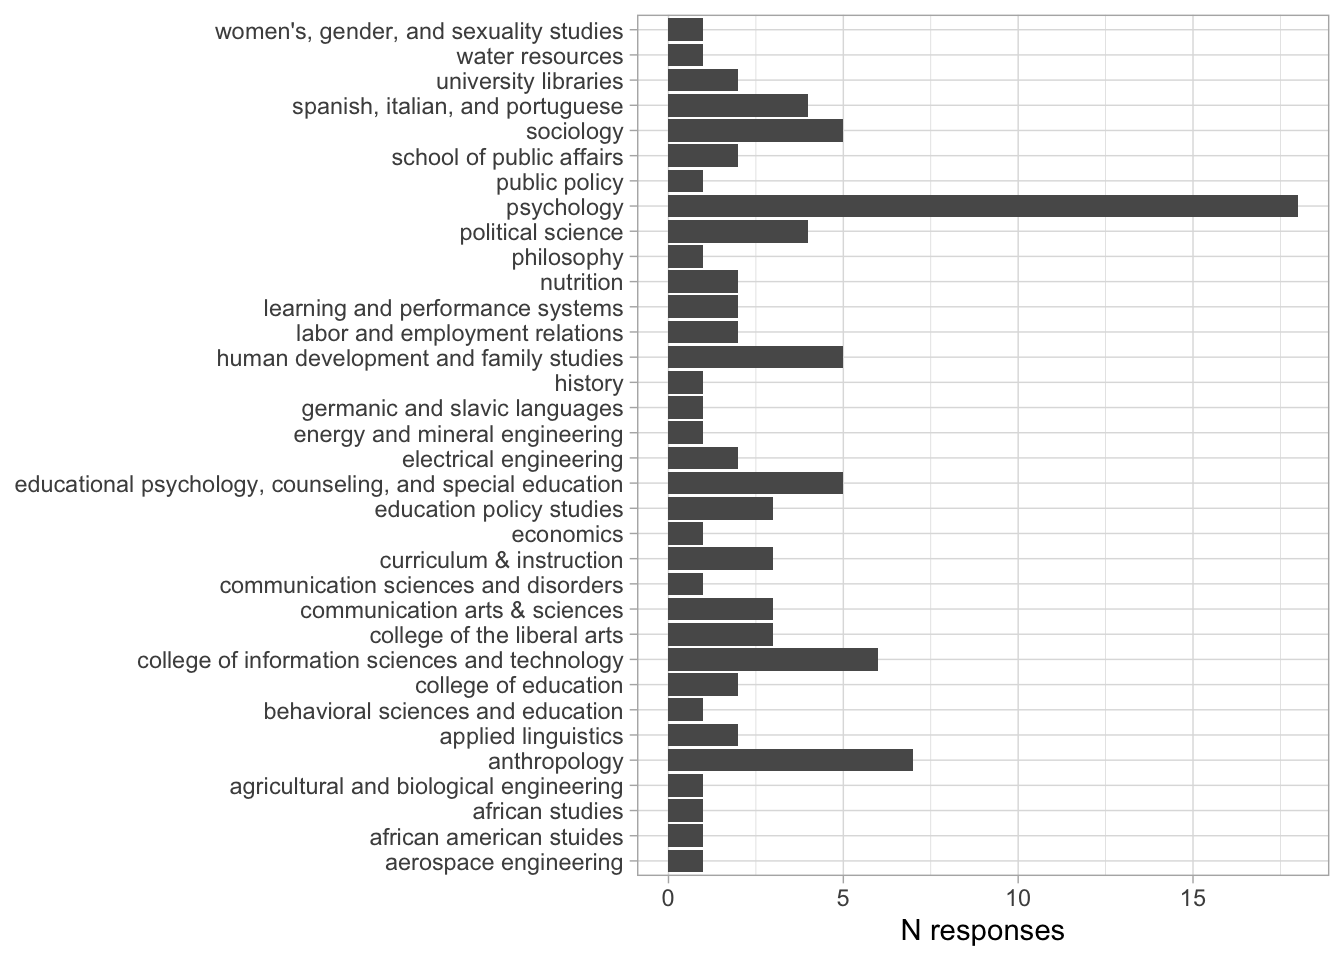 women's, gender, and sexuality studies
water resources
university libraries
spanish, italian, and portuguese
sociology
school of public affairs
public policy
psychology
political science
philosophy
nutrition
learning and performance systems
labor and employment relations
human development and family studies
history
germanic and slavic languages
energy and mineral engineering
electrical engineering
educational psychology, counseling, and special education
education policy studies
economics
curriculum & instruction
communication sciences and disorders
communication arts & sciences
college of the liberal arts
college of information sciences and technology
college of education
behavioral sciences and education
applied linguistics
anthropology
agricultural and biological engineering
african studies
african american stuides
aerospace engineering
0 5 10 15
N responses